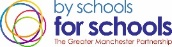 by schools
for schools
The Greater Manchester Partnership